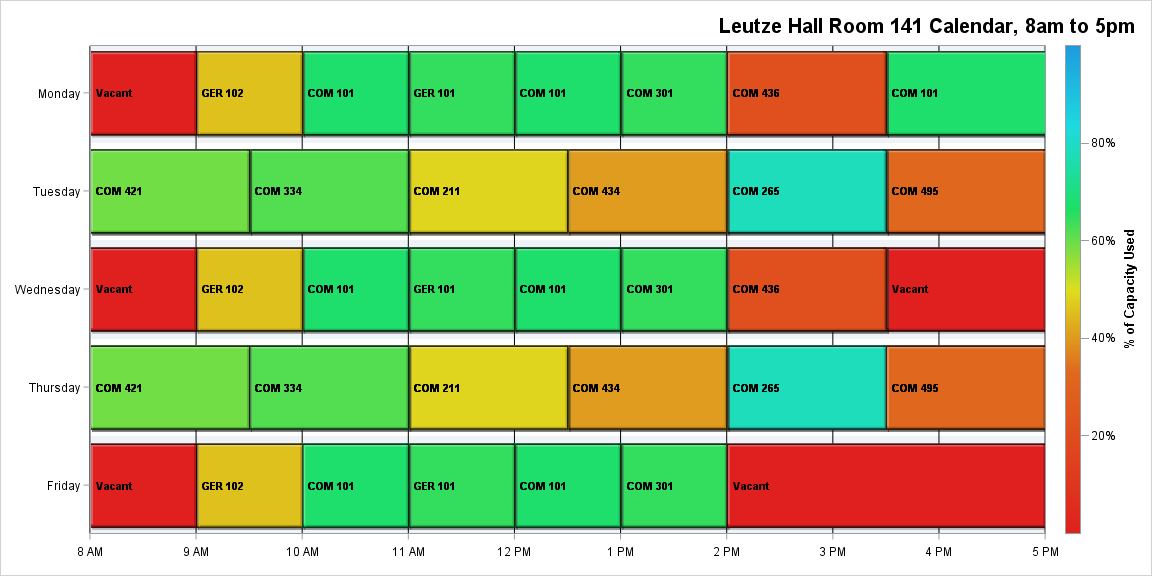 Leutze Hall Room 141 Calendar, 8am to 5pm
Monday
Vacant
GER 102
COM 101
GER 101
COM 101
COM 301
COM 436
COM 101
Tuesday
COM 421
COM 334
COM 211
COM 434
COM 265
COM 495
Wednesday
Vacant
GER 102
COM 101
GER 101
COM 101
COM 301
COM 436
Vacant
Thursday
COM 421
COM 334
COM 211
COM 434
COM 265
COM 495
Friday
Vacant
GER 102
COM 101
GER 101
COM 101
COM 301
Vacant
8 AM
9 AM
10 AM
11 AM
12 PM
1 PM
2 PM
3 PM
4 PM
5 PM
80%
60%
40%
20%
% of Capacity Used